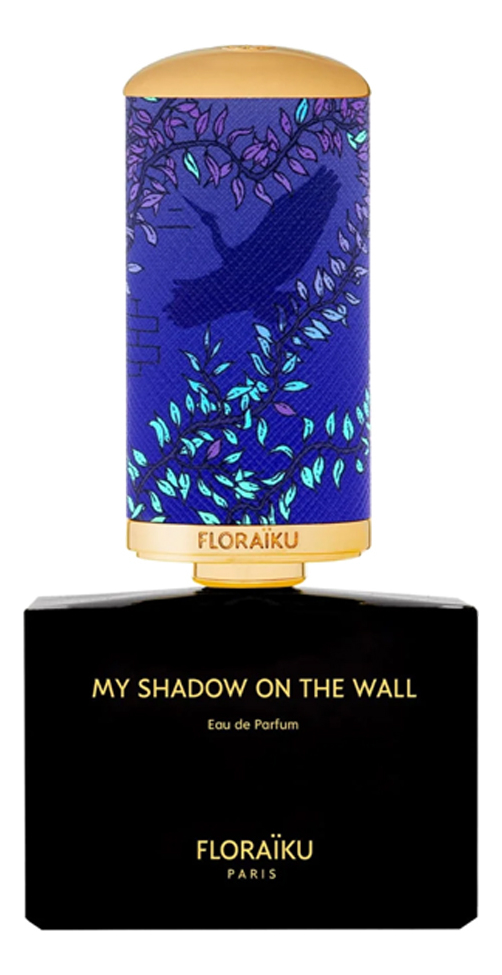 FLORAÏKU
MY SHADOW ON THE WALL
Eau de Parfum
FLORAÏKU
PARIS